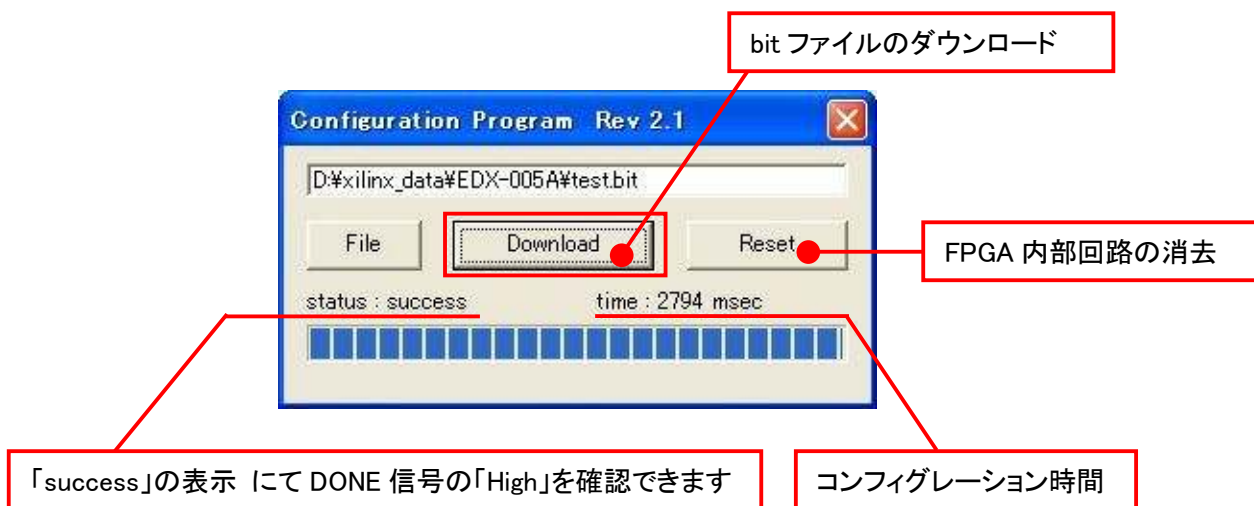 bit ファイルのダウンロード
Configuration Program Rev 2.1
D:¥xilinx_data¥EDX-005A¥test.bit
File Download Reset
FPGA 内部回路の消去
status : success time : 2794 msec
「success」の表示 にて DONE 信号の「High」を確認できます
コンフィグレーション時間